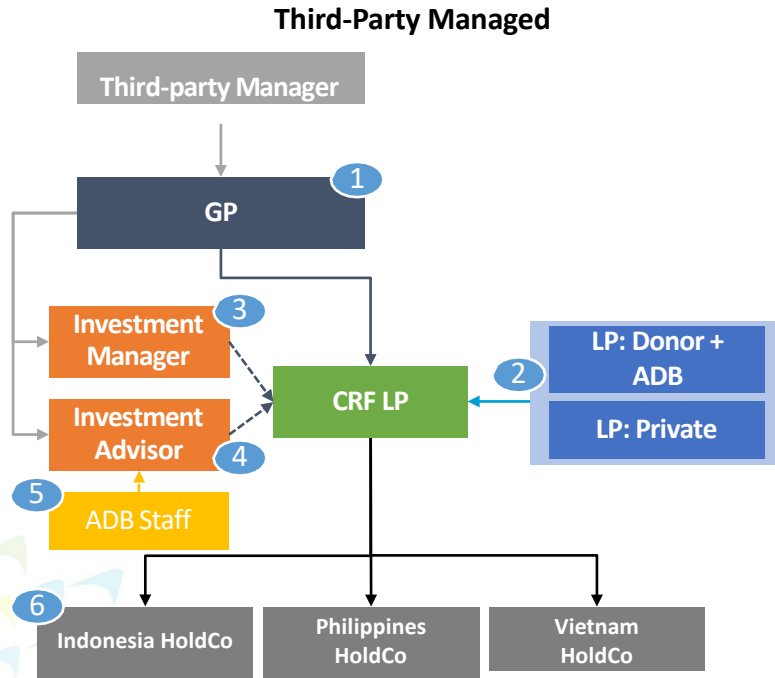 Third-Party Managed
Third-party Manager
1
GP
3
Investment
Manager
2
LP: Donor +
ADB
CRF LP
LP: Private
Investment
Advisor
4
5
ADB Staff
6
Indonesia HoldCo
Philippines
HoldCo
Vietnam
HoldCo